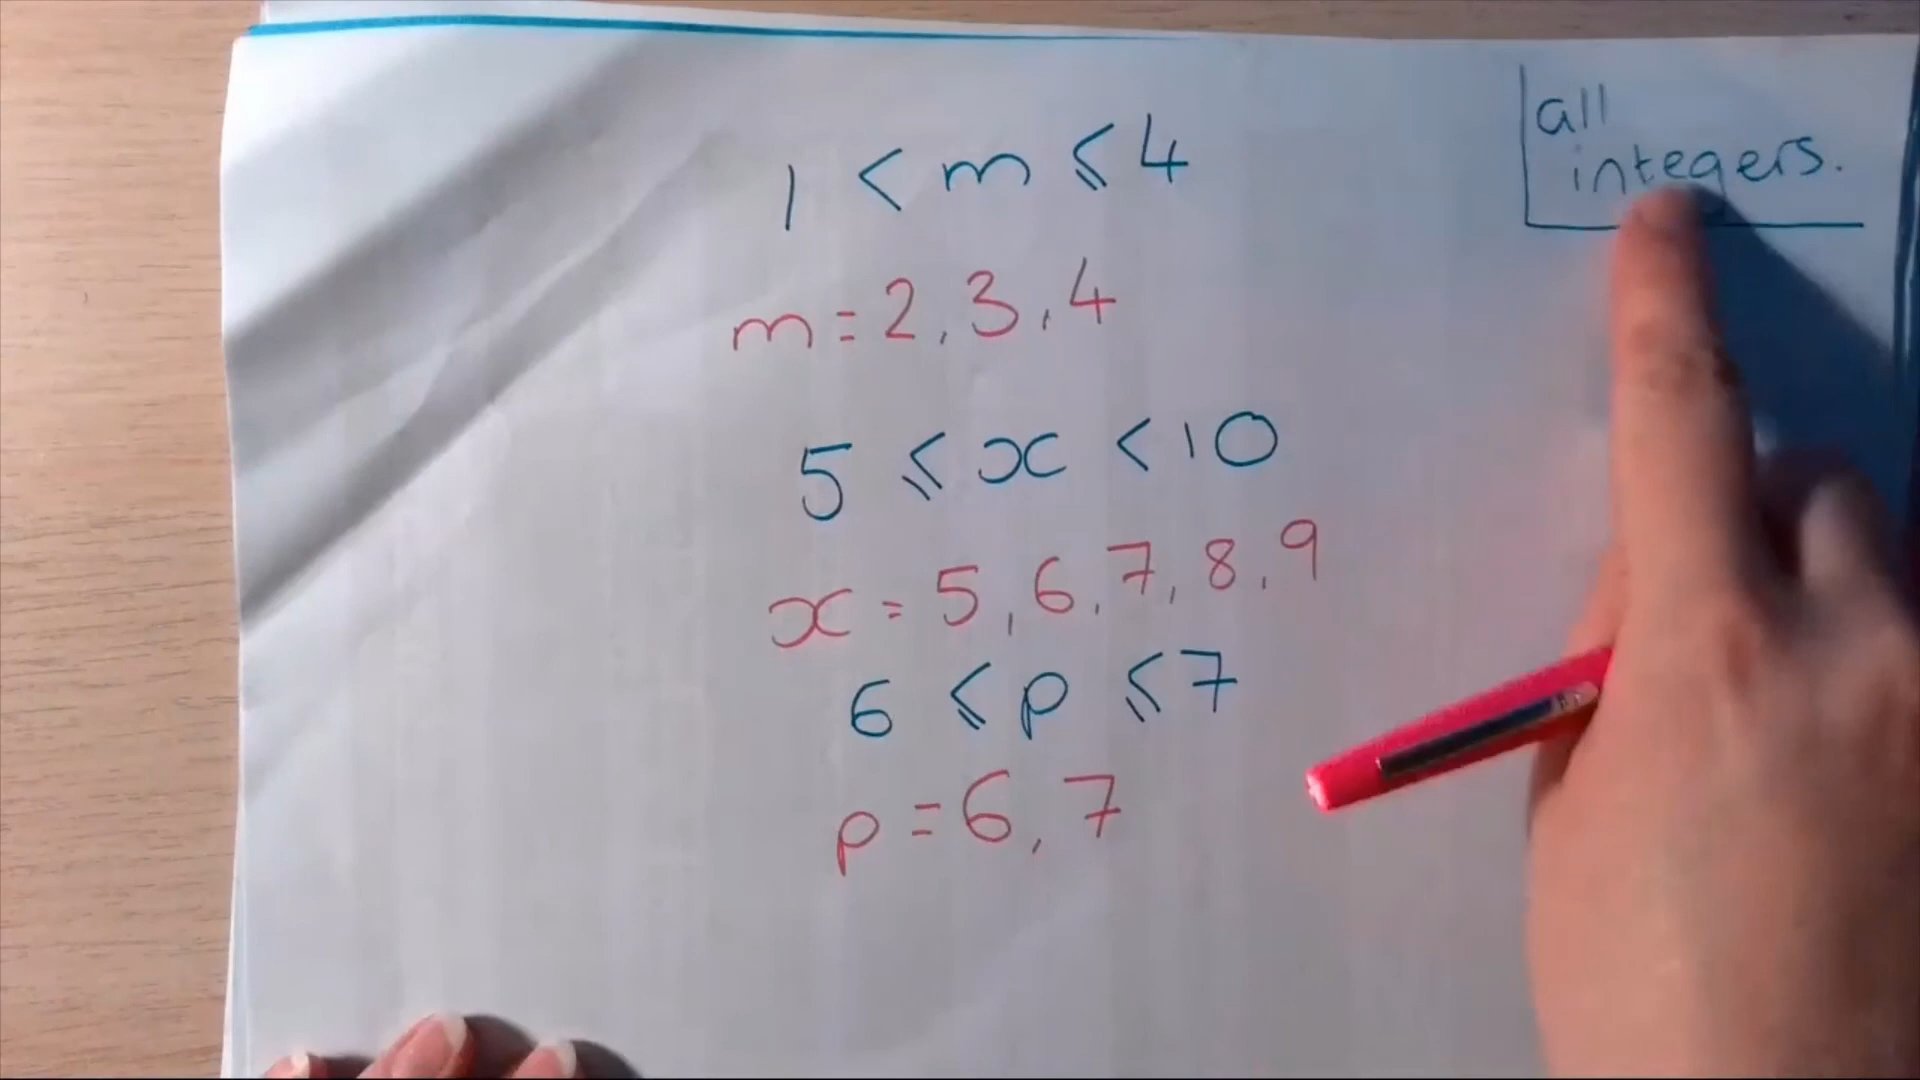 all
integers.
1 < m ⩽ 4
m = 2, 3, 4
5 ⩽ x < 10
x = 5, 6, 7, 8, 9
6 ⩽ p ⩽ 7
p = 6, 7